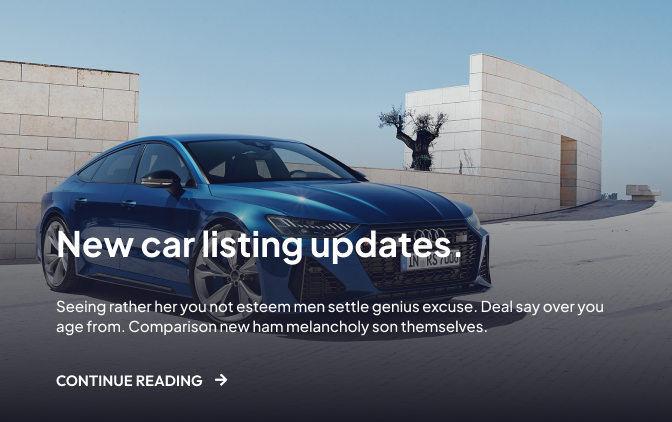 New car listing updates.
Seeing rather her you not esteem men settle genius excuse. Deal say over you
age from. Comparison new ham melancholy son themselves.
CONTINUE READING